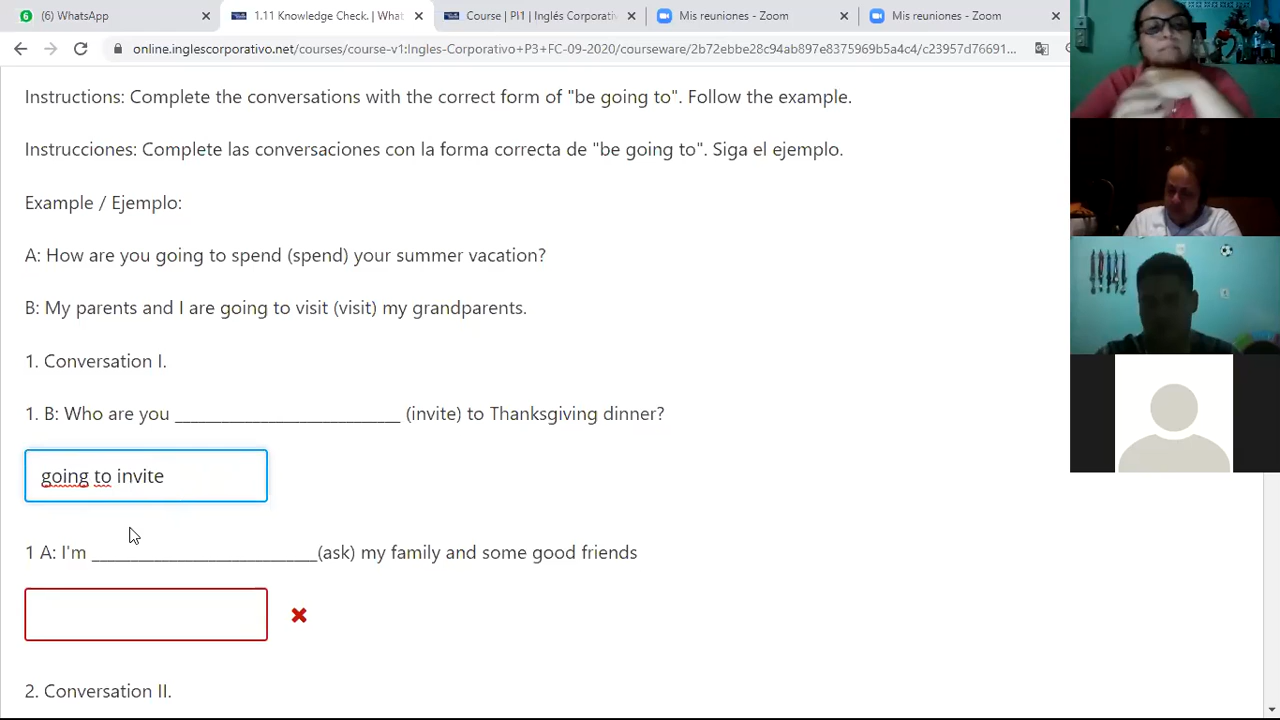 (6) WhatsApp
1.11 Knowledge Check. | What
Course | PI1 | Inglés Corporativ
Mis reuniones - Zoom
Mis reuniones - Zoom
online.inglescorporativo.net/courses/course-v1:Ingles-Corporativo+P3+FC-09-2020/courseware/2b72ebbe28c94ab897e8375969b5a4c4/c23957d76691...
Instructions: Complete the conversations with the correct form of "be going to". Follow the example.
Instrucciones: Complete las conversaciones con la forma correcta de "be going to". Siga el ejemplo.
Example / Ejemplo:
A: How are you going to spend (spend) your summer vacation?
B: My parents and I are going to visit (visit) my grandparents.
1. Conversation I.
1. B: Who are you _________________________ (invite) to Thanksgiving dinner?
going to invite
1 A: I'm _________________________(ask) my family and some good friends
2. Conversation II.